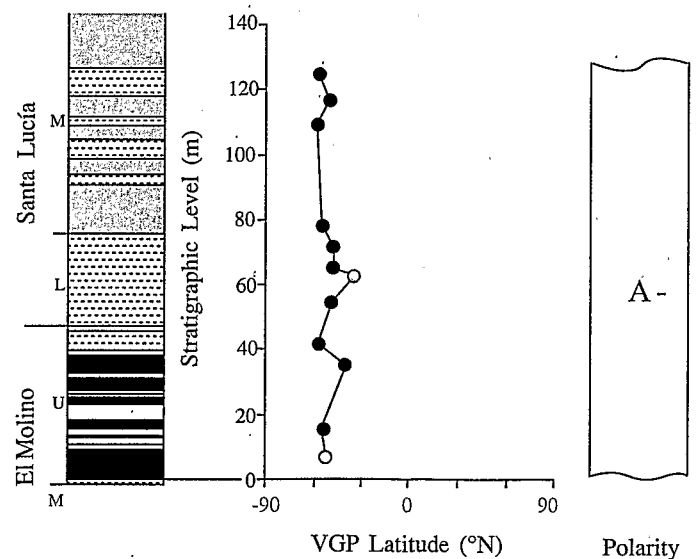 Santa Lucía
El Molino
M
L
U
M
Stratigraphic Level (m)
140
120
100
80
60
40
20
0
-90
0
90
VGP Latitude (°N)
A -
Polarity